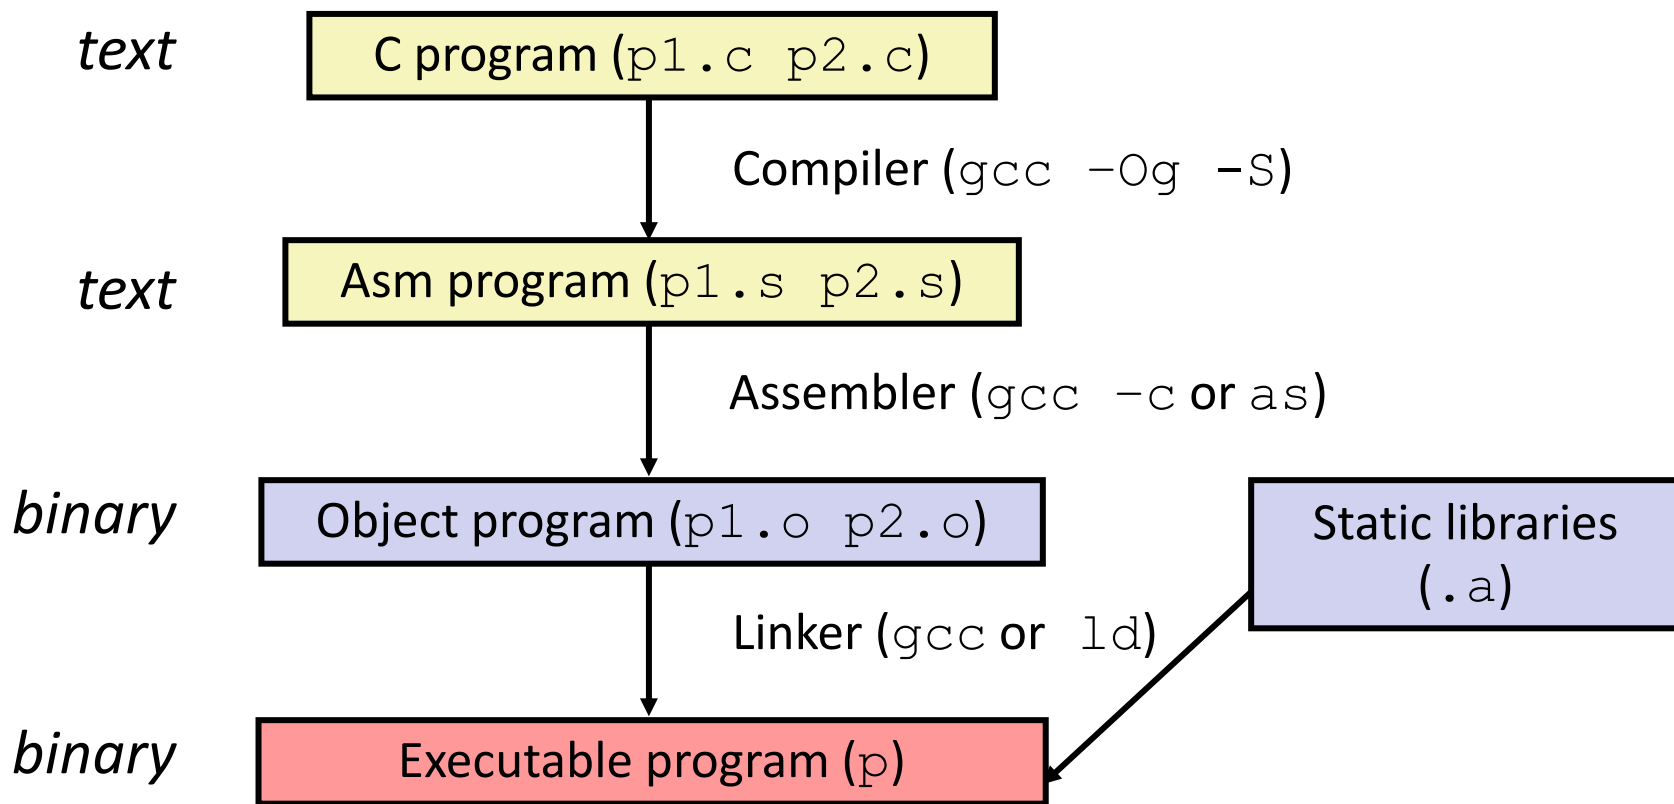 text
C program (p1.c p2.c)
Compiler (gcc –Og –S)
text
Asm program (p1.s p2.s)
Assembler (gcc –c or as)
binary
Object program (p1.o p2.o)
Static libraries
(.a)
Linker (gcc or ld)
binary
Executable program (p)